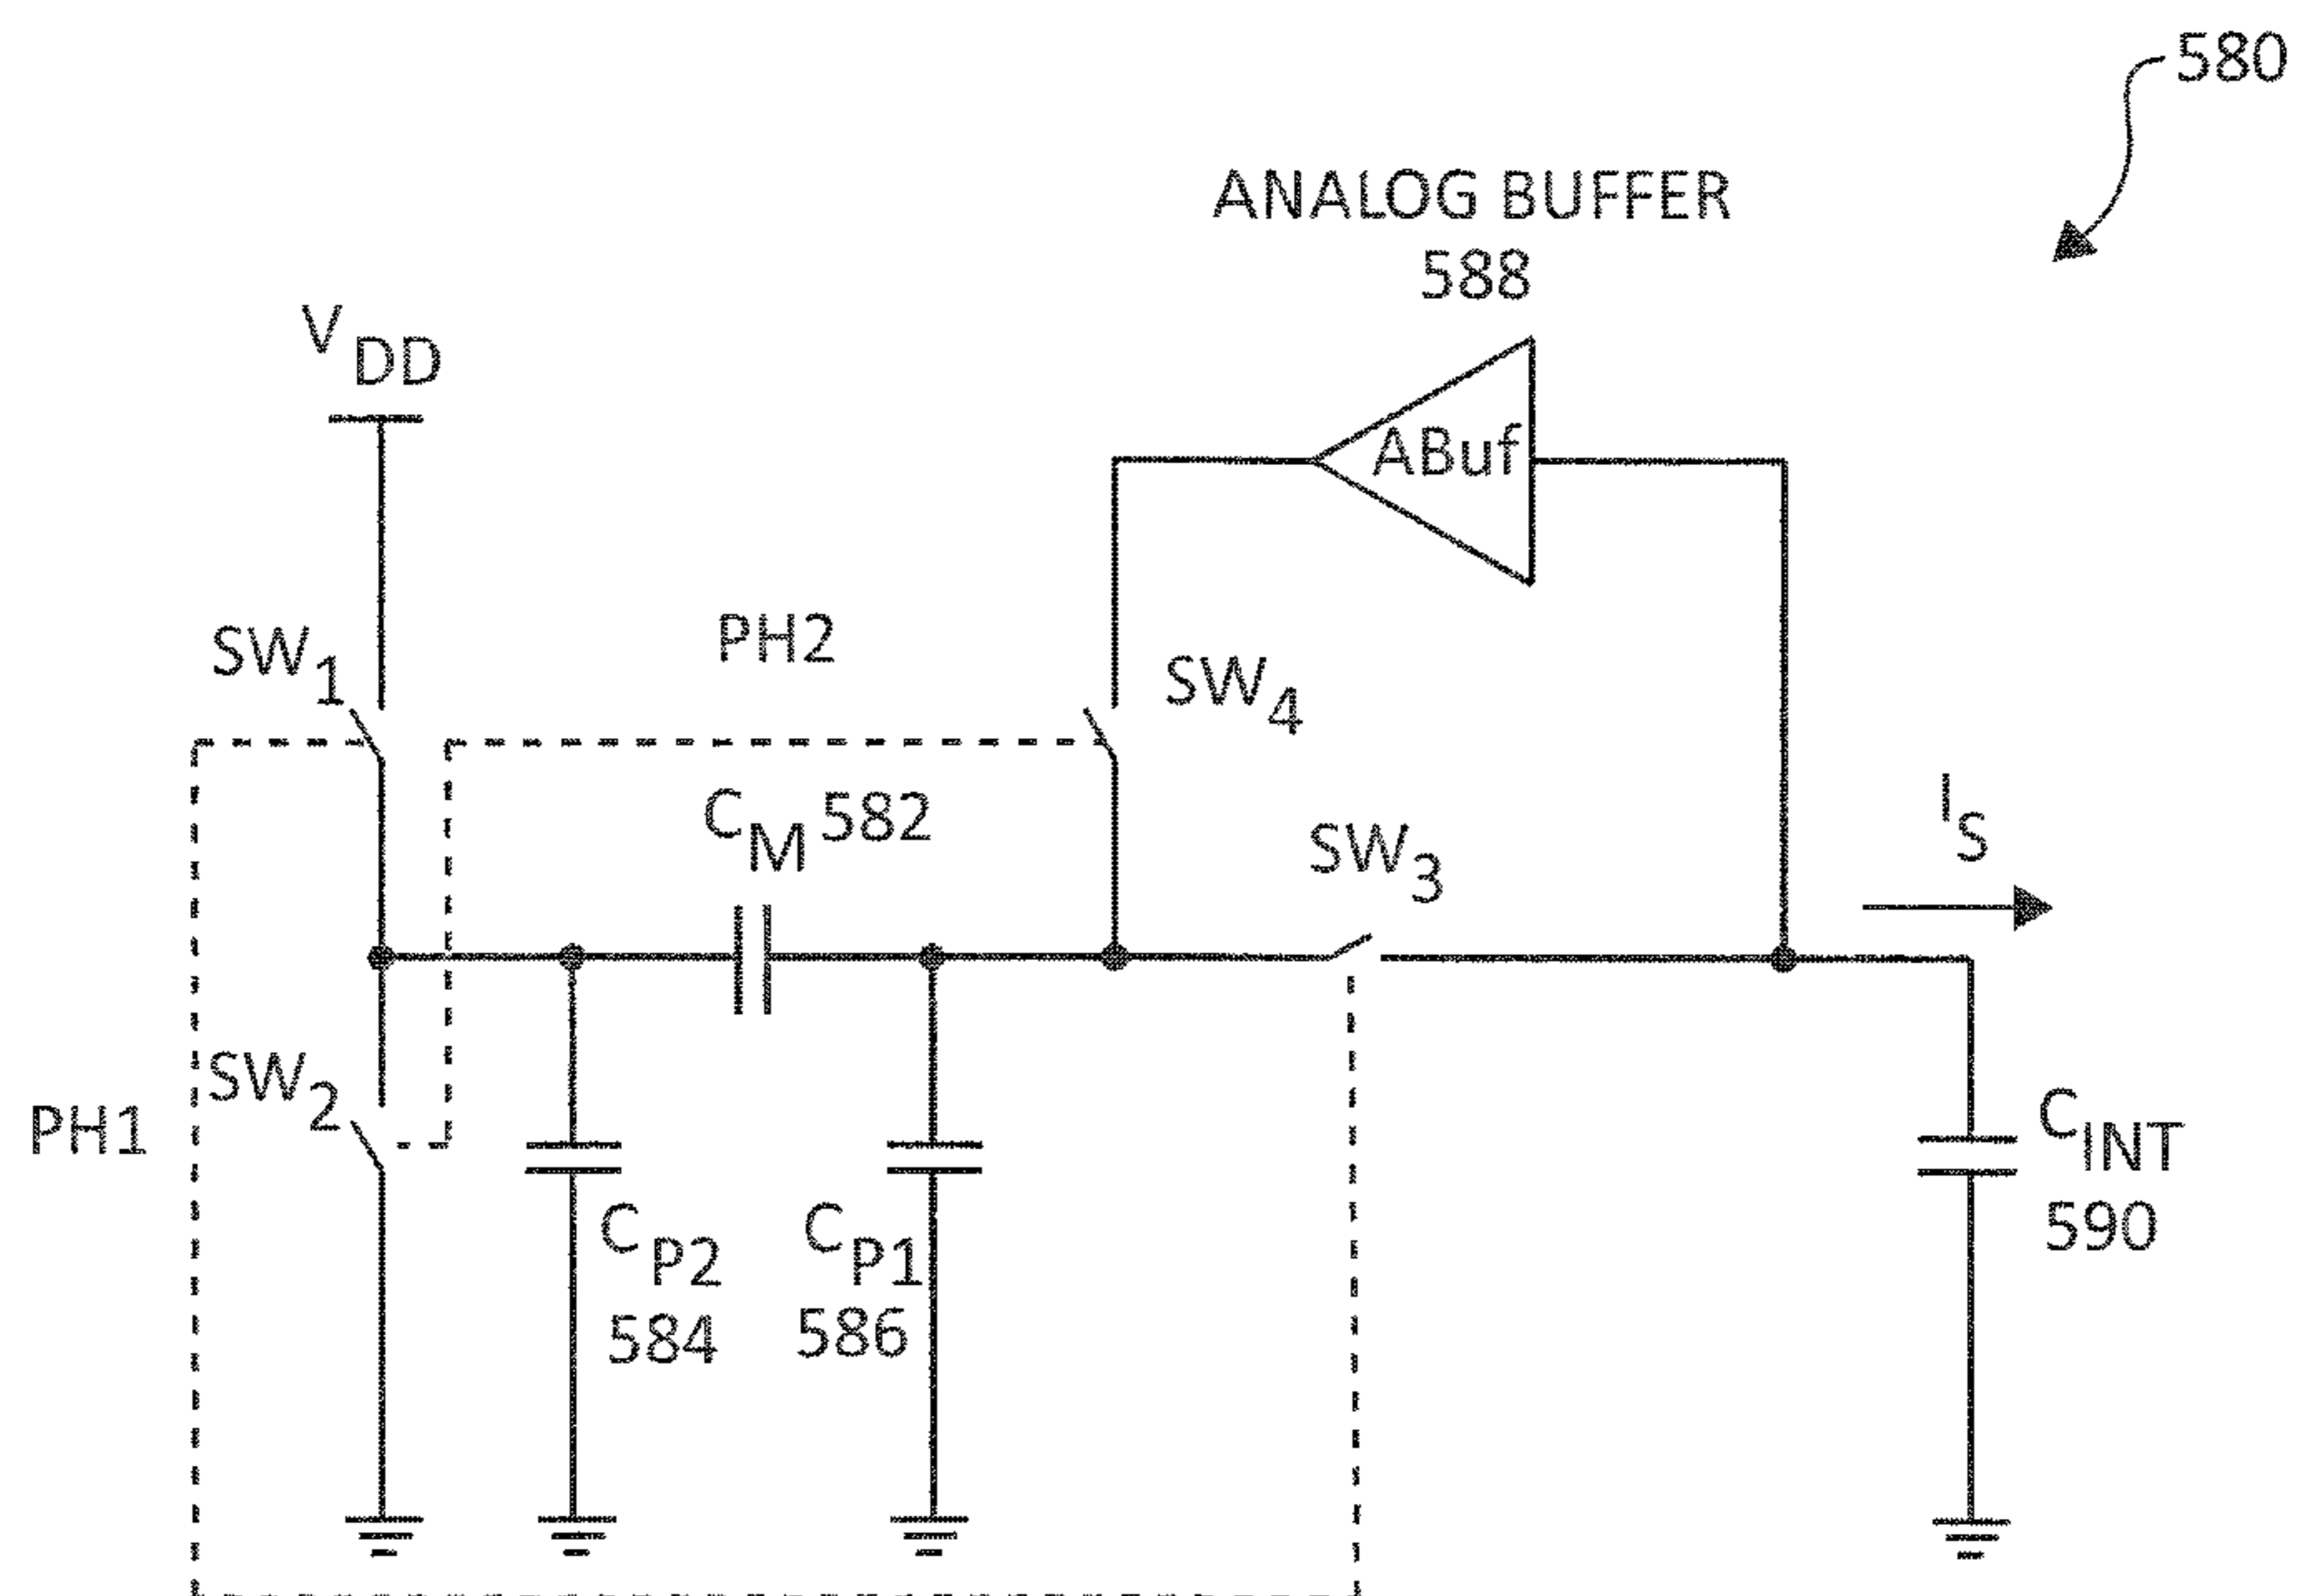 580
ANALOG BUFFER
588
V DD
ABuf
SW1
PH2
SW4
CM 582
SW3
IS
PH1
SW2
CP2
584
CP1
586
CINT
590